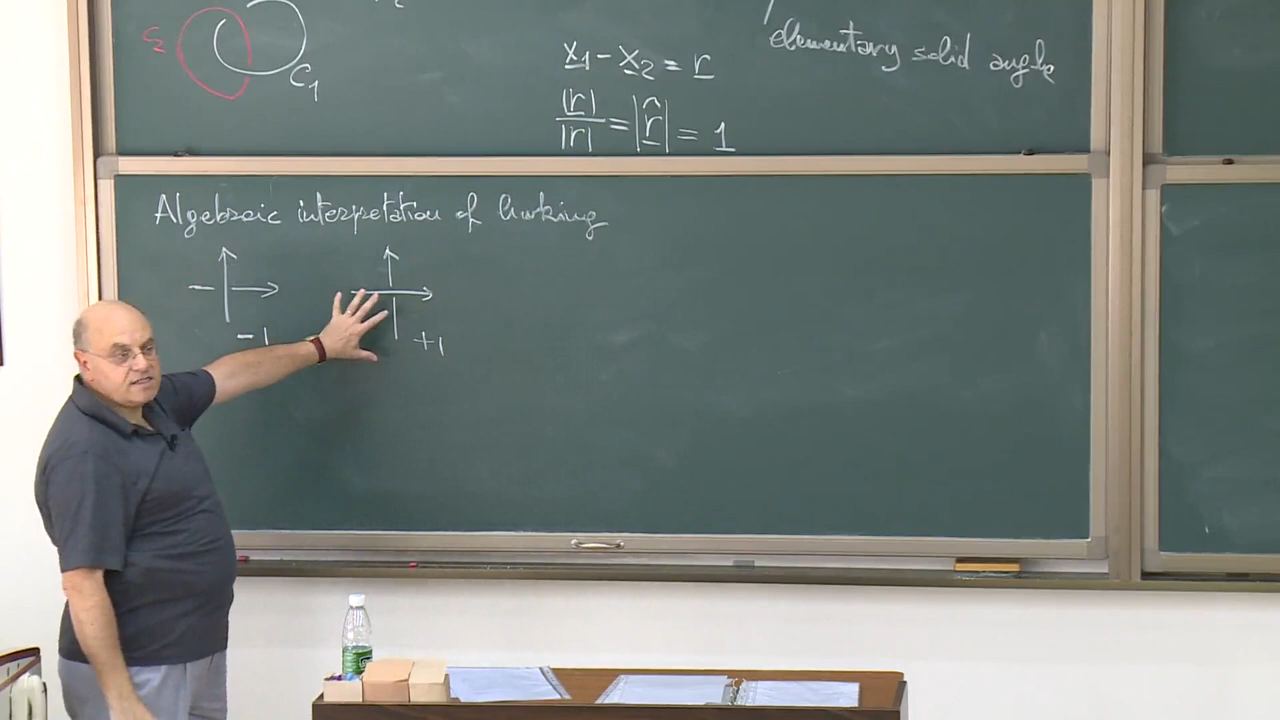 C₂
C₁
x₁ - x₂ = r
|r| / |r| = |r̂| = 1
elementary solid angle
Algebraic interpretation of linking
-1
+1